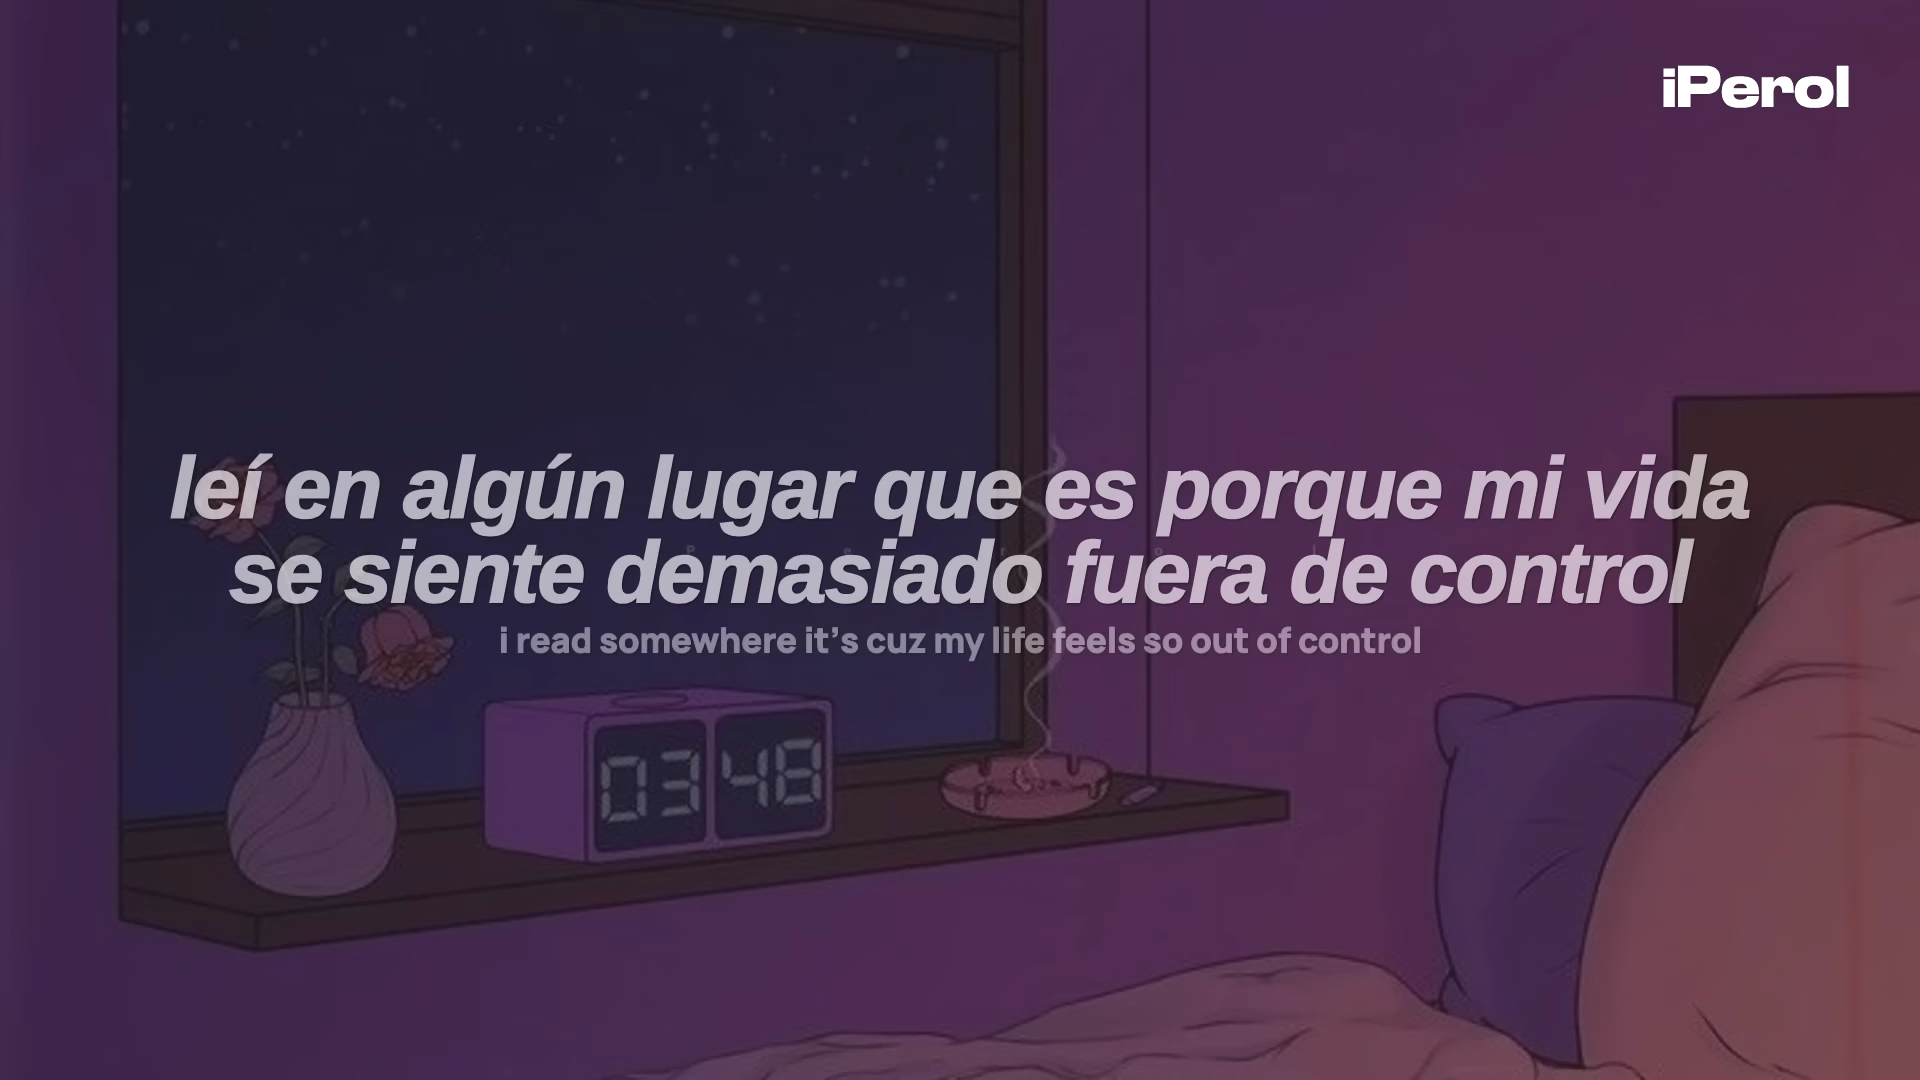 iPerol
leí en algún lugar que es porque mi vida
se siente demasiado fuera de control
i read somewhere it's cuz my life feels so out of control
03 48